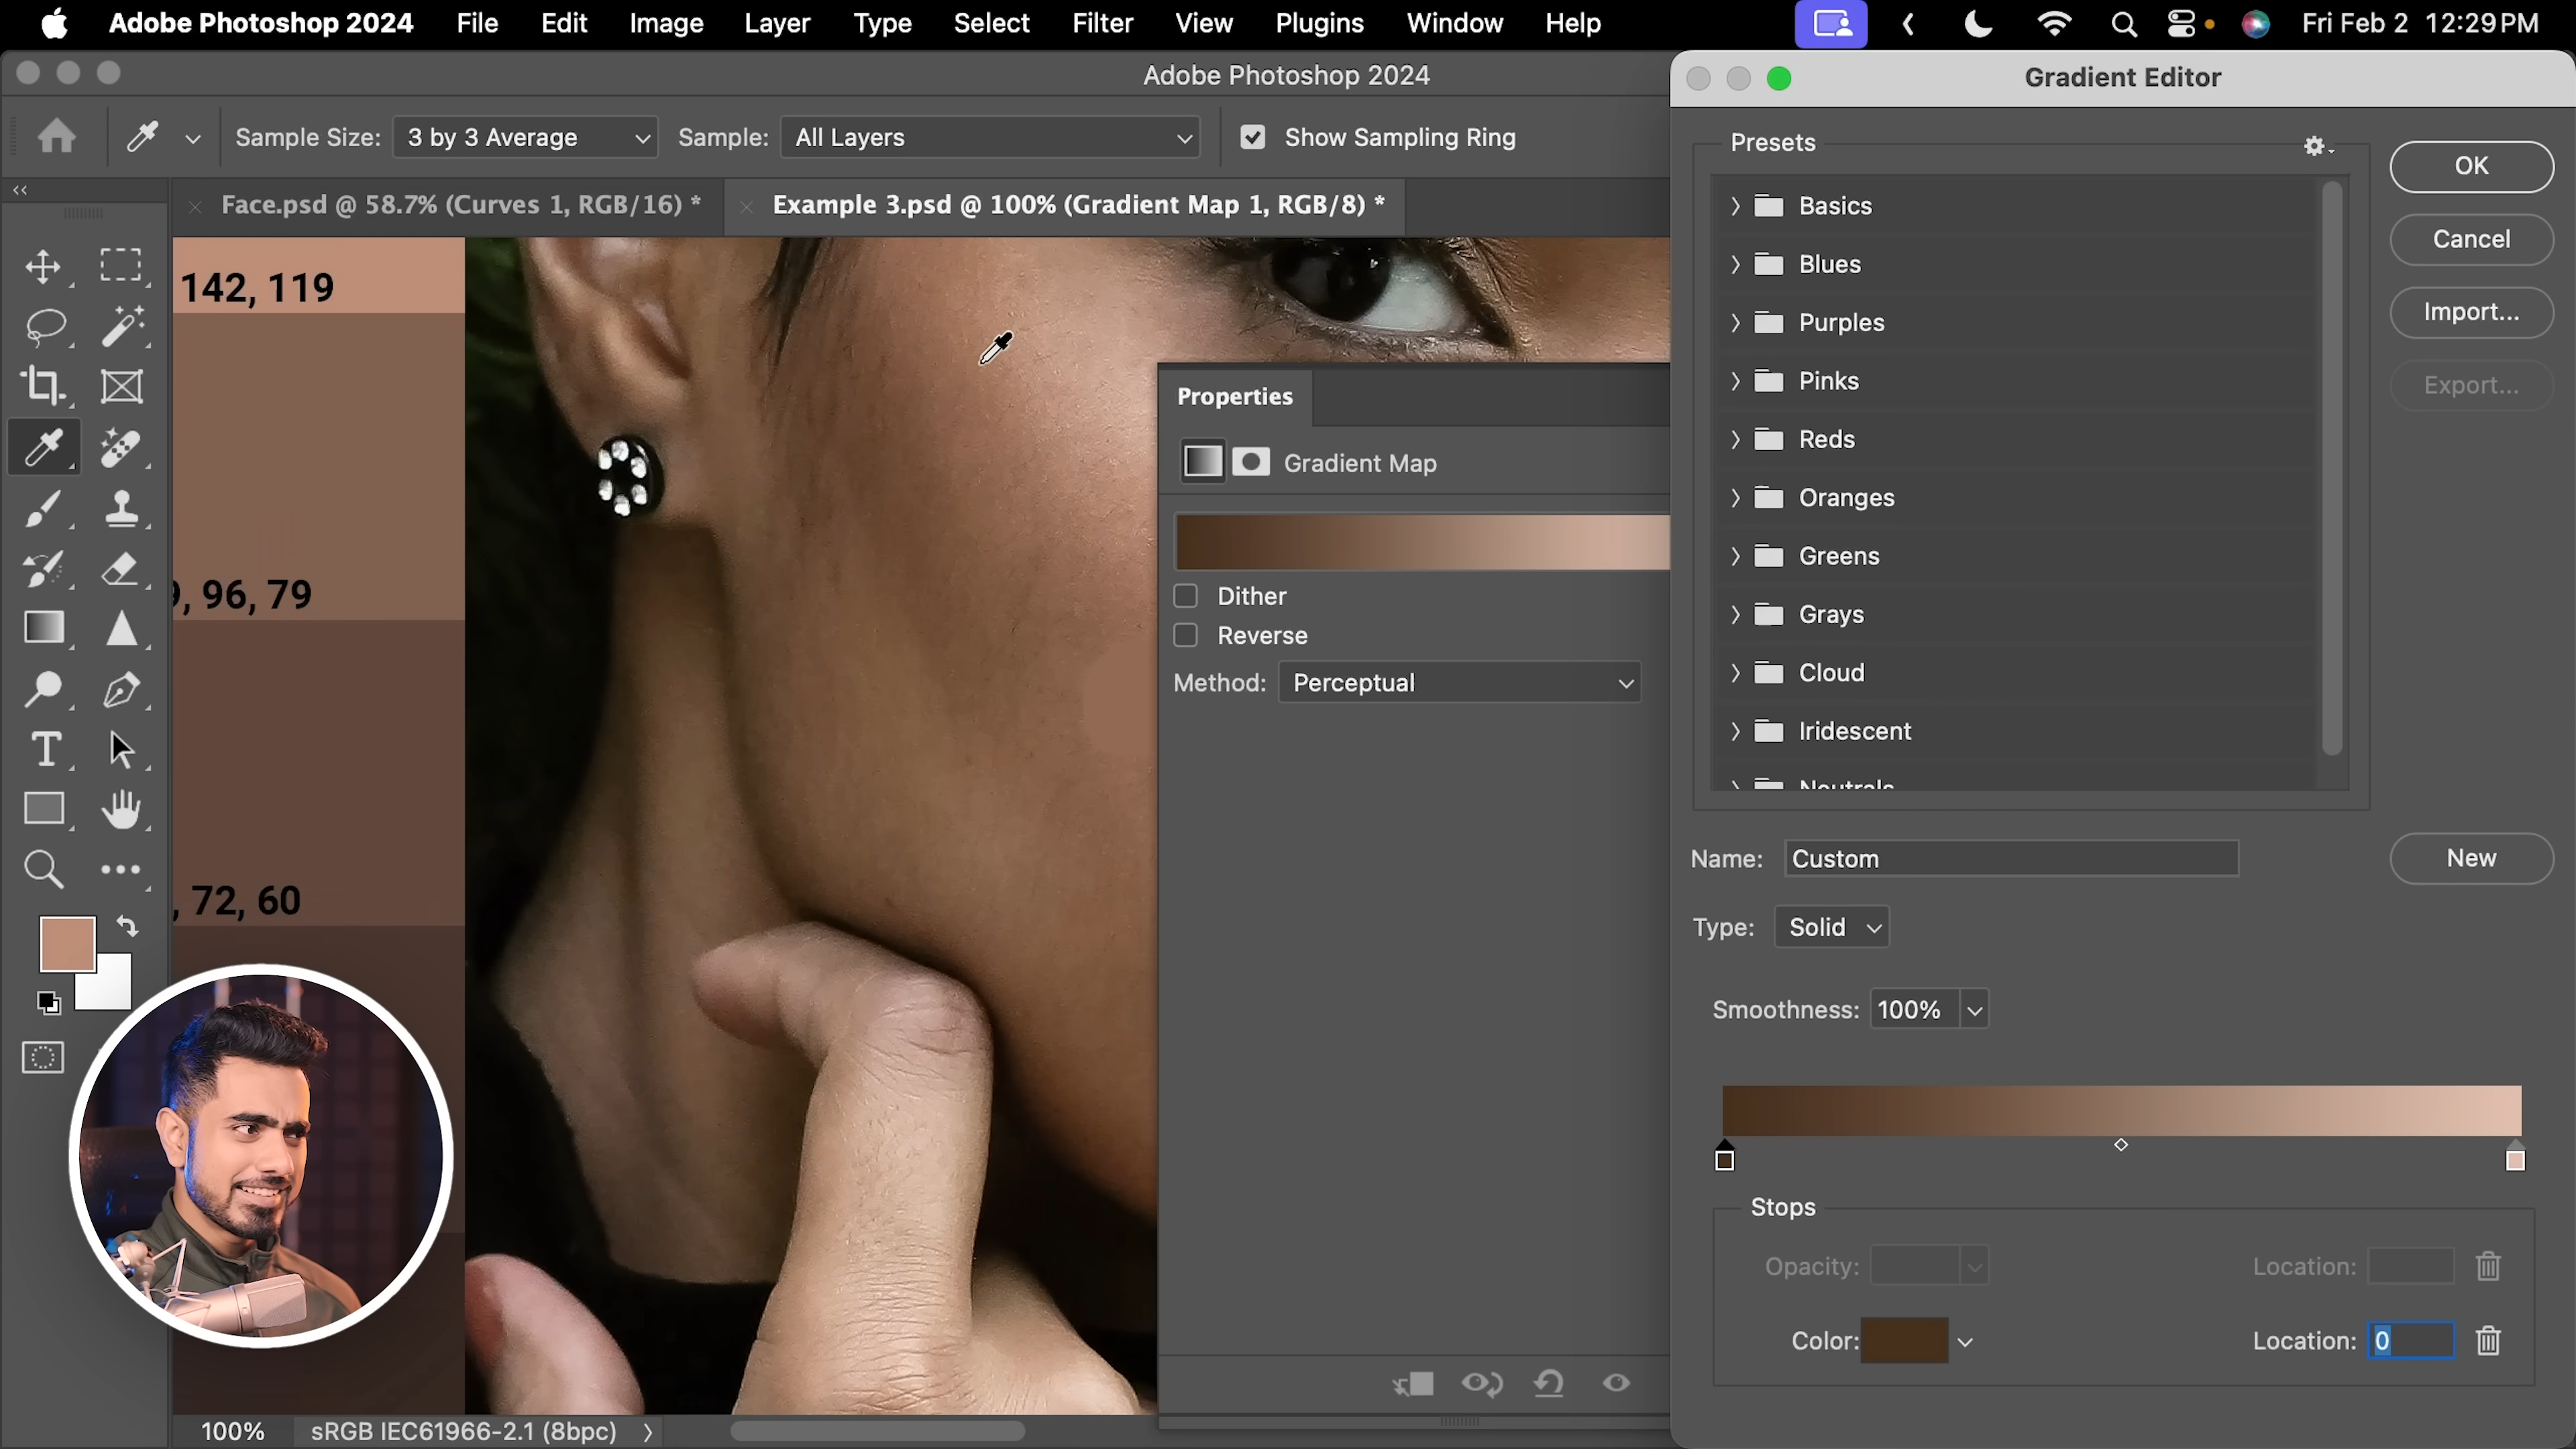 Adobe Photoshop 2024 File Edit Image Layer Type Select Filter View Plugins Window Help Fri Feb 2 12:29 PM
Adobe Photoshop 2024
Sample Size: 3 by 3 Average Sample: All Layers Show Sampling Ring
Face.psd @ 58.7% (Curves 1, RGB/16) * Example 3.psd @ 100% (Gradient Map 1, RGB/8) *
142, 119
9, 96, 79
, 72, 60
Properties
Gradient Map
Dither
Reverse
Method: Perceptual
100% sRGB IEC61966-2.1 (8bpc)
Gradient Editor
Presets
Basics
Blues
Purples
Pinks
Reds
Oranges
Greens
Grays
Cloud
Iridescent
Neutrals
OK
Cancel
Import...
Export...
Name: Custom
New
Type: Solid
Smoothness: 100%
Stops
Opacity: Location:
Color: Location: 0